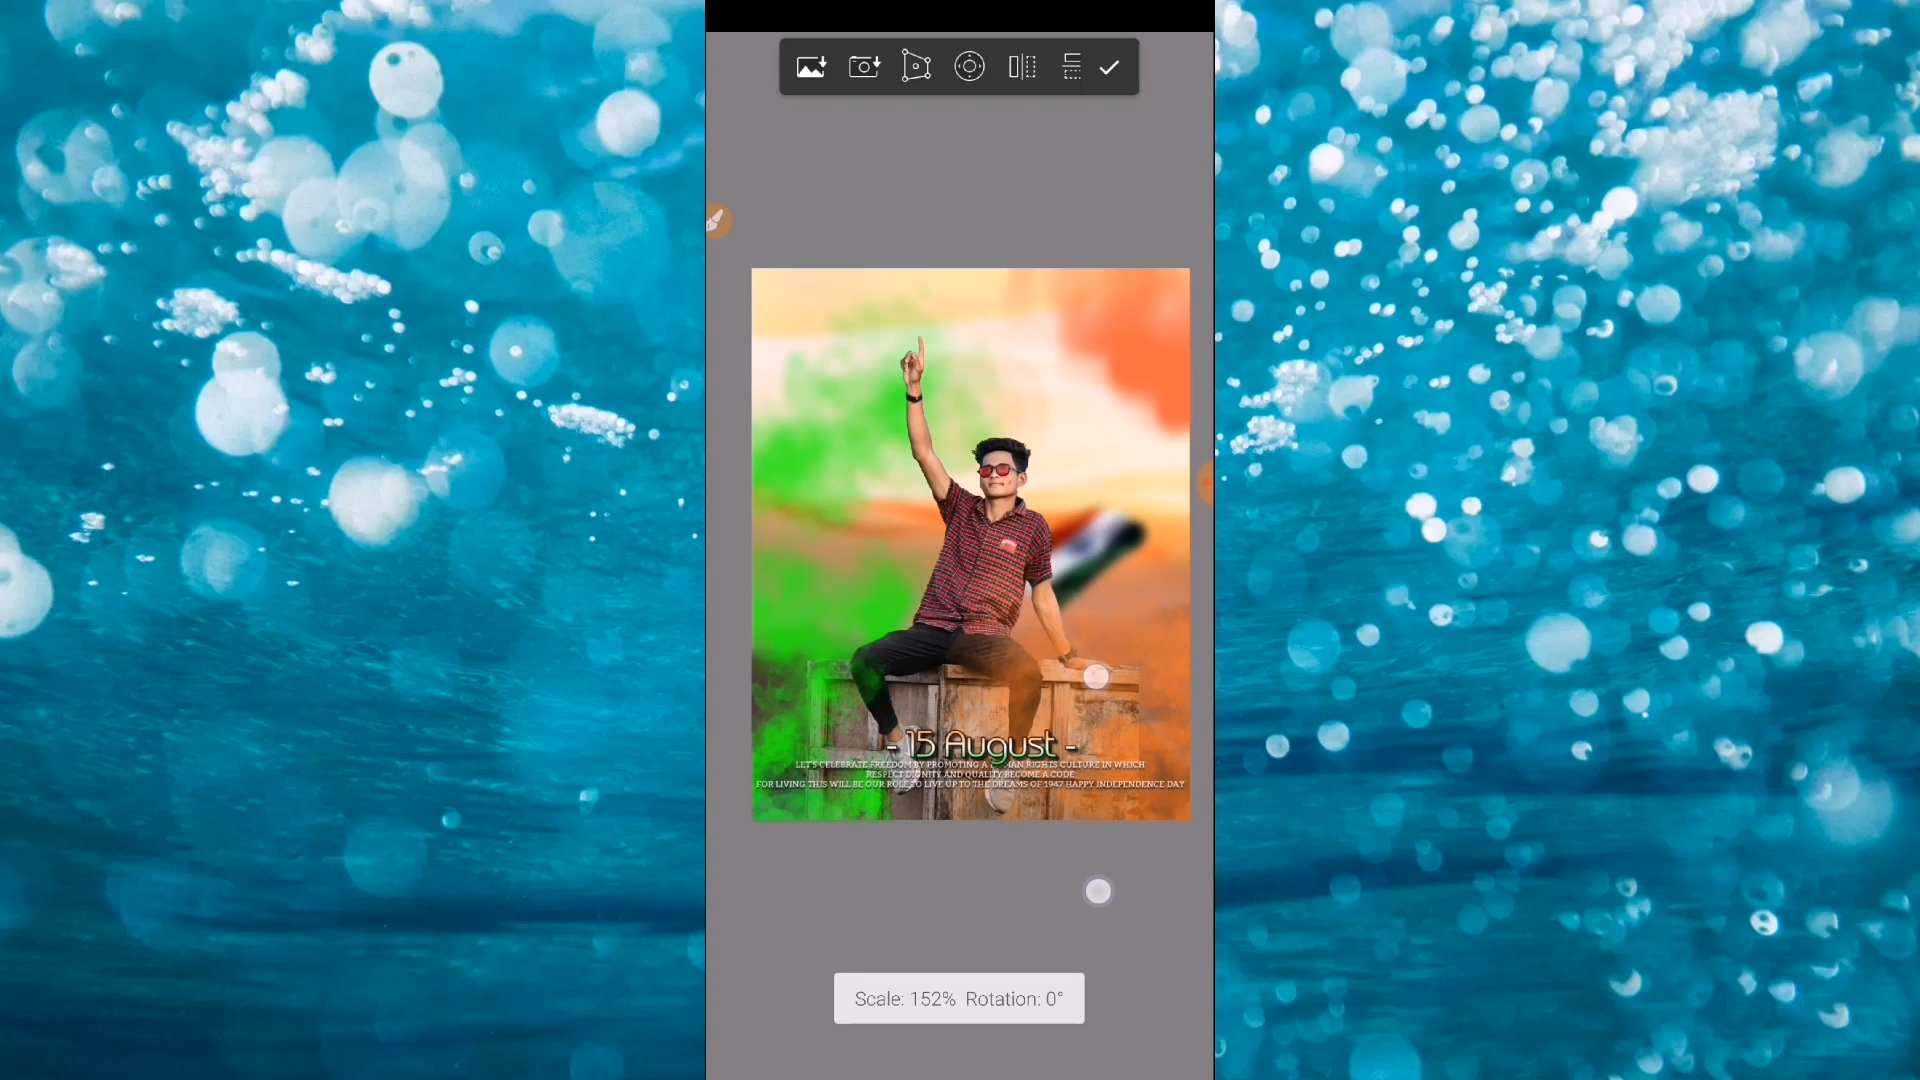 - 15 August -
LET'S CELEBRATE FREEDOM BY PROMOTING A HUMAN RIGHTS CULTURE IN WHICH
RESPECT DIGNITY AND QUALITY BECOME A CODE
FOR LIVING THIS WILL BE OUR ROLE TO LIVE UP TO THE DREAMS OF 1947 HAPPY INDEPENDENCE DAY
Scale: 152% Rotation: 0°